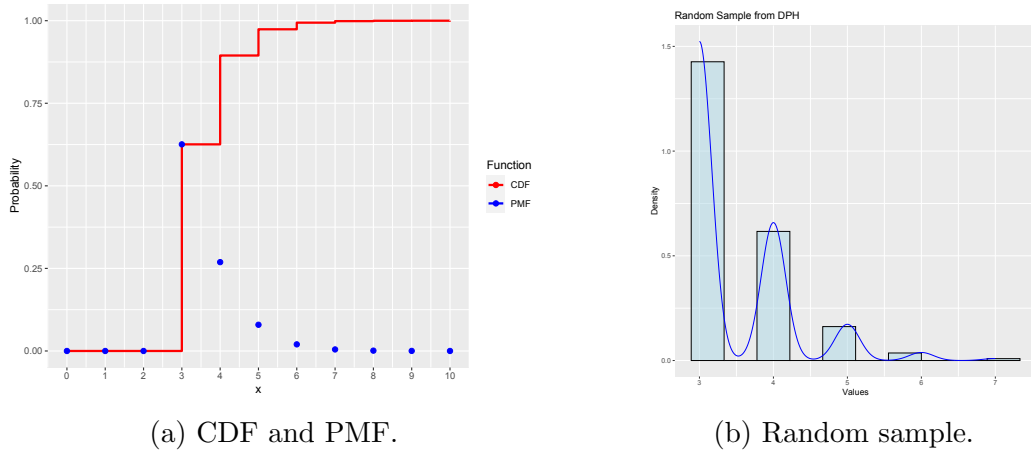 1.00
0.75
0.50
0.25
0.00
Probability
0 1 2 3 4 5 6 7 8 9 10
x
Function
CDF
PMF
(a) CDF and PMF.
Random Sample from DPH
1.5
1.0
0.5
0.0
Density
3 4 5 6 7
Values
(b) Random sample.